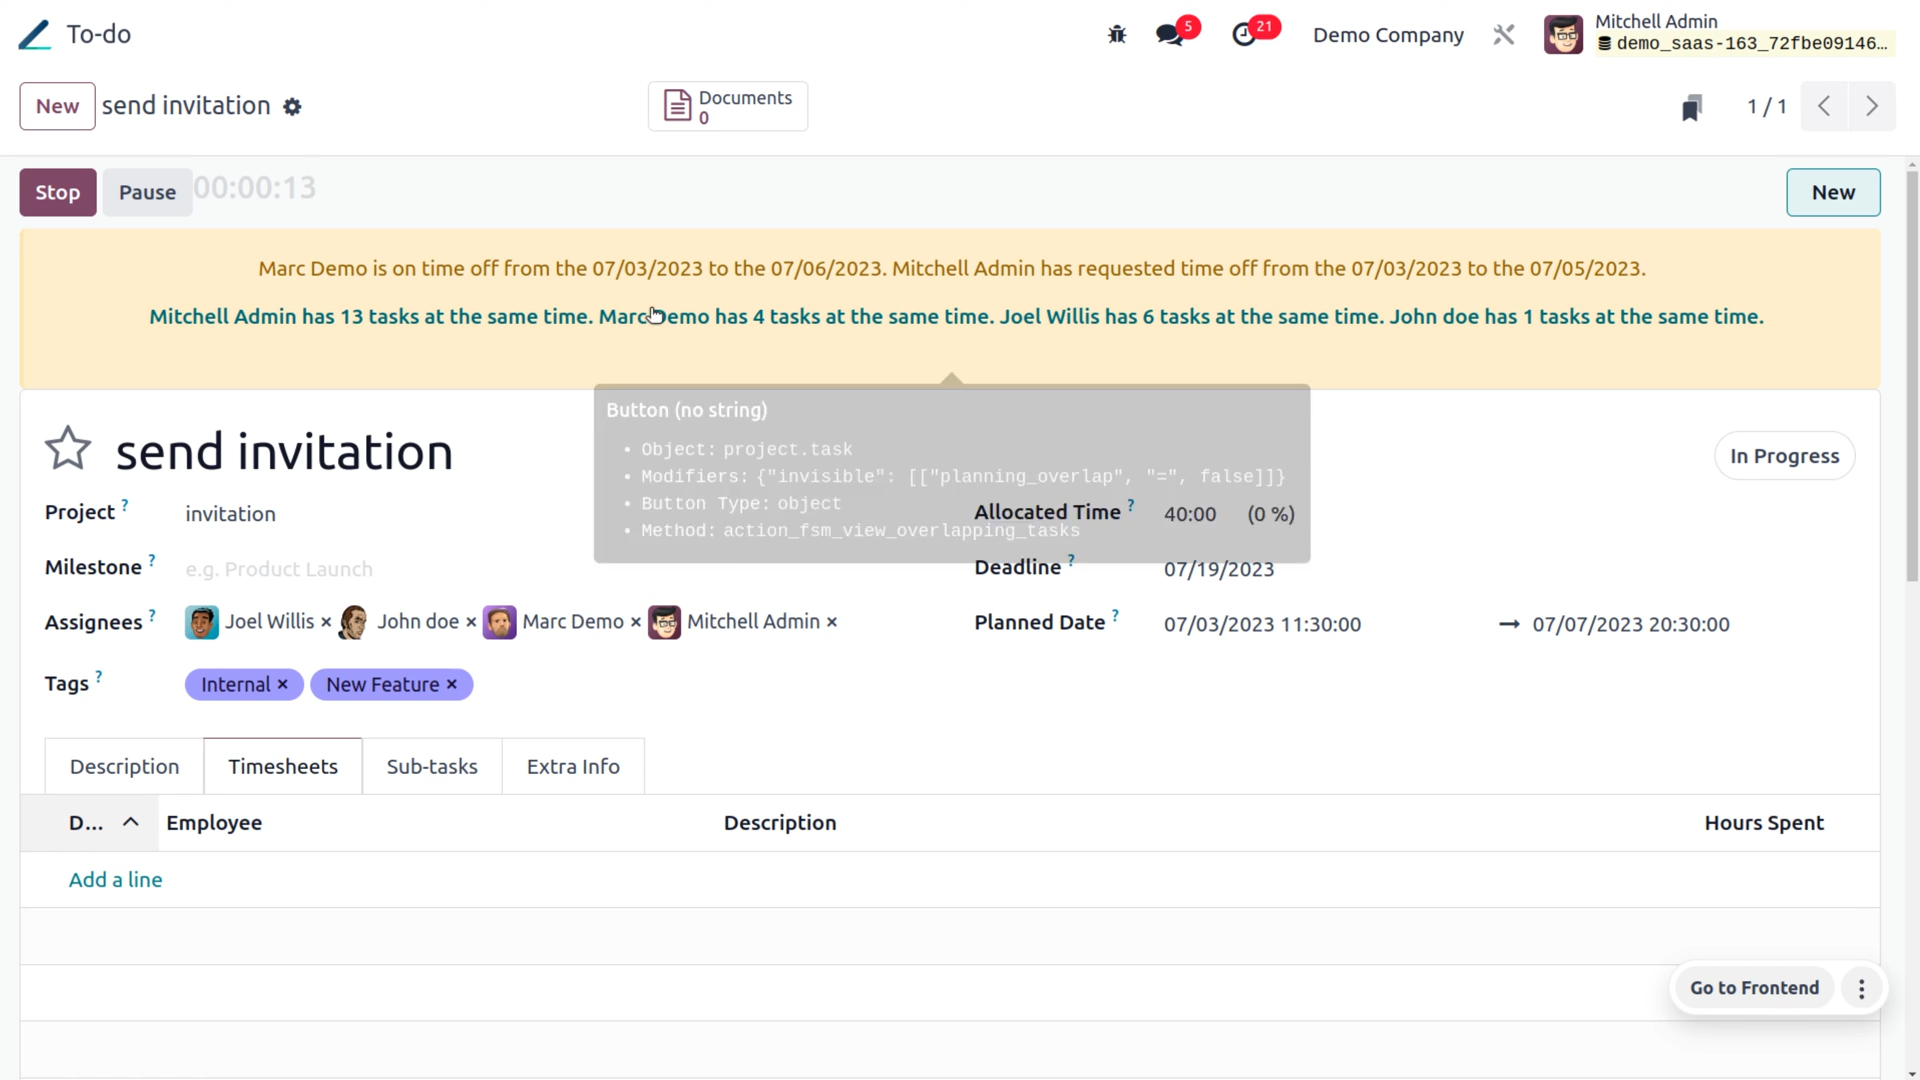 To-do
5
21
Demo Company
Mitchell Admin
demo_saas-163_72fbe09146...
New
send invitation
Documents
0
1 / 1
Stop
Pause
00:00:13
New
Marc Demo is on time off from the 07/03/2023 to the 07/06/2023. Mitchell Admin has requested time off from the 07/03/2023 to the 07/05/2023.
Mitchell Admin has 13 tasks at the same time. Marc Demo has 4 tasks at the same time. Joel Willis has 6 tasks at the same time. John doe has 1 tasks at the same time.
Button (no string)
• Object: project.task
• Modifiers: {"invisible": [["planning_overlap", "=", false]]}
• Button Type: object
• Method: action_fsm_view_overlapping_tasks
send invitation
In Progress
Project ? invitation
Allocated Time ? 40:00 (0 %)
Milestone ? e.g. Product Launch
Deadline ? 07/19/2023
Assignees ? Joel Willis × John doe × Marc Demo × Mitchell Admin ×
Planned Date ? 07/03/2023 11:30:00 → 07/07/2023 20:30:00
Tags ? Internal × New Feature ×
Description Timesheets Sub-tasks Extra Info
D... Employee Description Hours Spent
Add a line
Go to Frontend